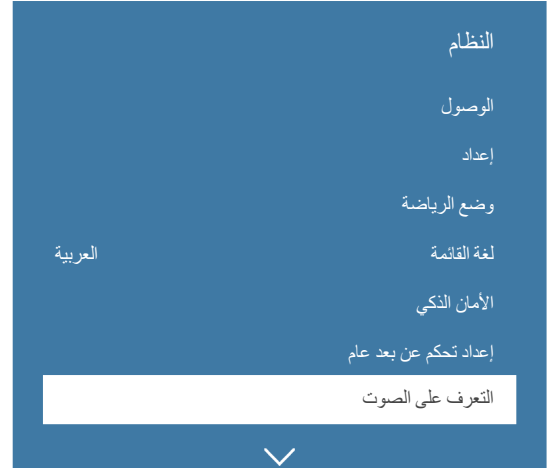 النظام
الوصول
إعداد
وضع الرياضة
لغة القائمة العربية
الأمان الذكي
إعداد تحكم عن بعد عام
التعرف على الصوت